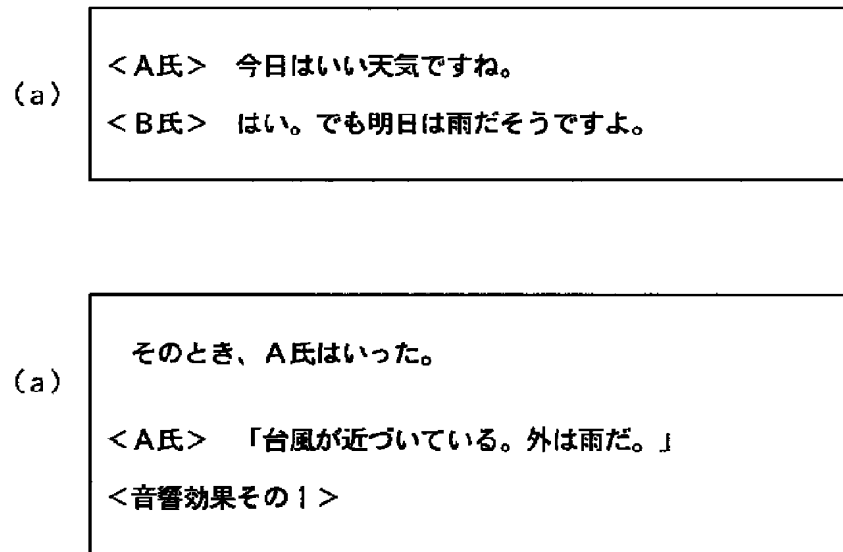 (a)
<A氏> 今日はいい天気ですね。
<B氏> はい。でも明日は雨だそうですよ。
(a)
そのとき、A氏はいった。
<A氏> 「台風が近づいている。外は雨だ。」
<音響効果その1>